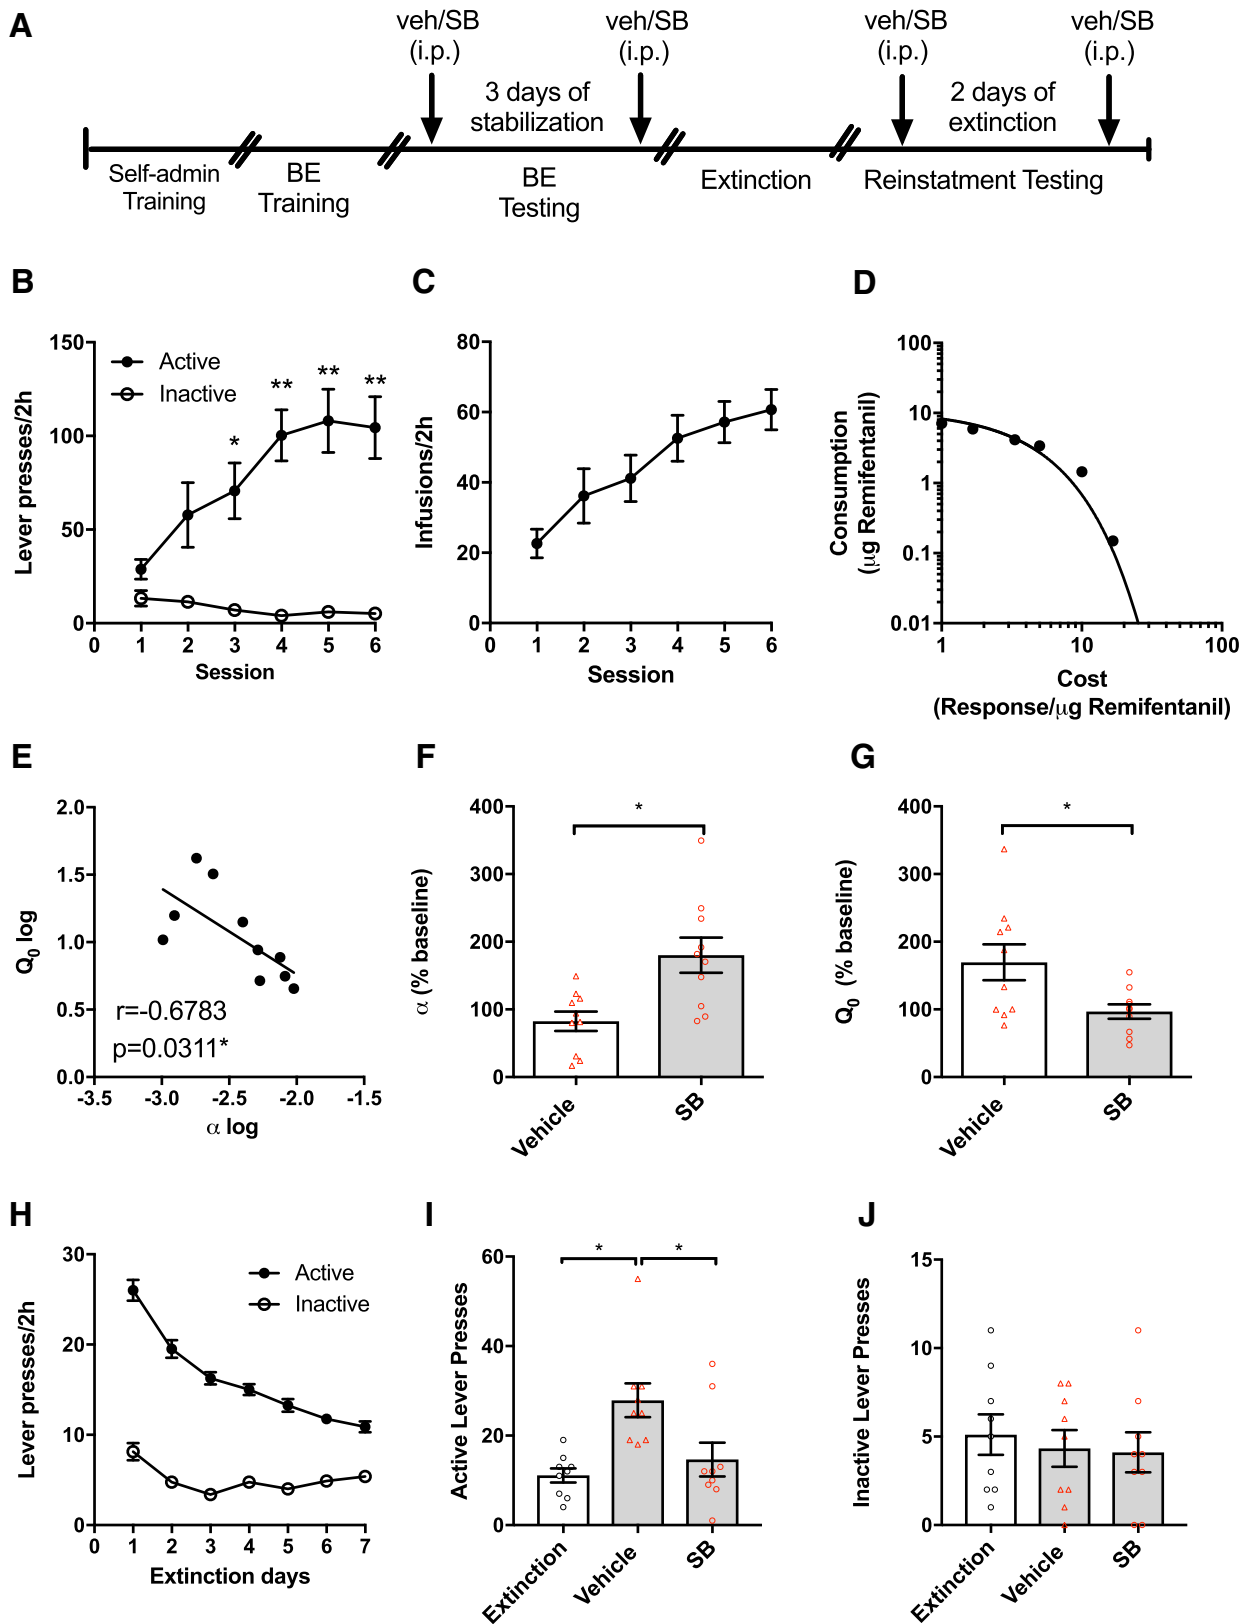 A
veh/SB
(i.p.)
veh/SB
(i.p.)
veh/SB
(i.p.)
veh/SB
(i.p.)
3 days of
stabilization
2 days of
extinction
Self-admin
Training
BE
Training
BE
Testing
Extinction
Reinstatment Testing
B
Lever presses/2h
150
100
50
0
Active
Inactive
*
**
**
**
0 1 2 3 4 5 6
Session
C
Infusions/2h
80
60
40
20
0
0 1 2 3 4 5 6
Session
D
Consumption
(μg Remifentanil)
100
10
1
0.1
0.01
1 10 100
Cost
(Response/μg Remifentanil)
E
Q0 log
2.0
1.5
1.0
0.5
0.0
r=-0.6783
p=0.0311*
-3.5 -3.0 -2.5 -2.0 -1.5
α log
F
α (% baseline)
400
300
200
100
0
*
Vehicle
SB
G
Q0 (% baseline)
400
300
200
100
0
*
Vehicle
SB
H
Lever presses/2h
30
20
10
0
Active
Inactive
0 1 2 3 4 5 6 7
Extinction days
I
Active Lever Presses
60
40
20
0
* *
Extinction
Vehicle
SB
J
Inactive Lever Presses
15
10
5
0
Extinction
Vehicle
SB